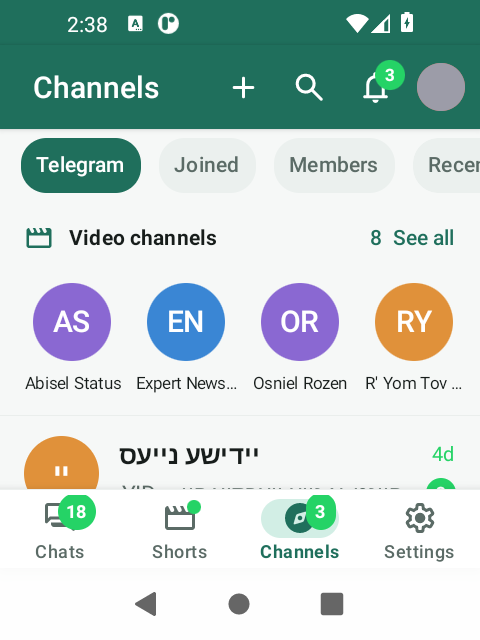 2:38
Channels
3
Telegram Joined Members Recen
Video channels 8 See all
AS EN OR RY
Abisel Status Expert News... Osniel Rozen R' Yom Tov ...
יידישע נייעס 4d
18 3
Chats Shorts Channels Settings